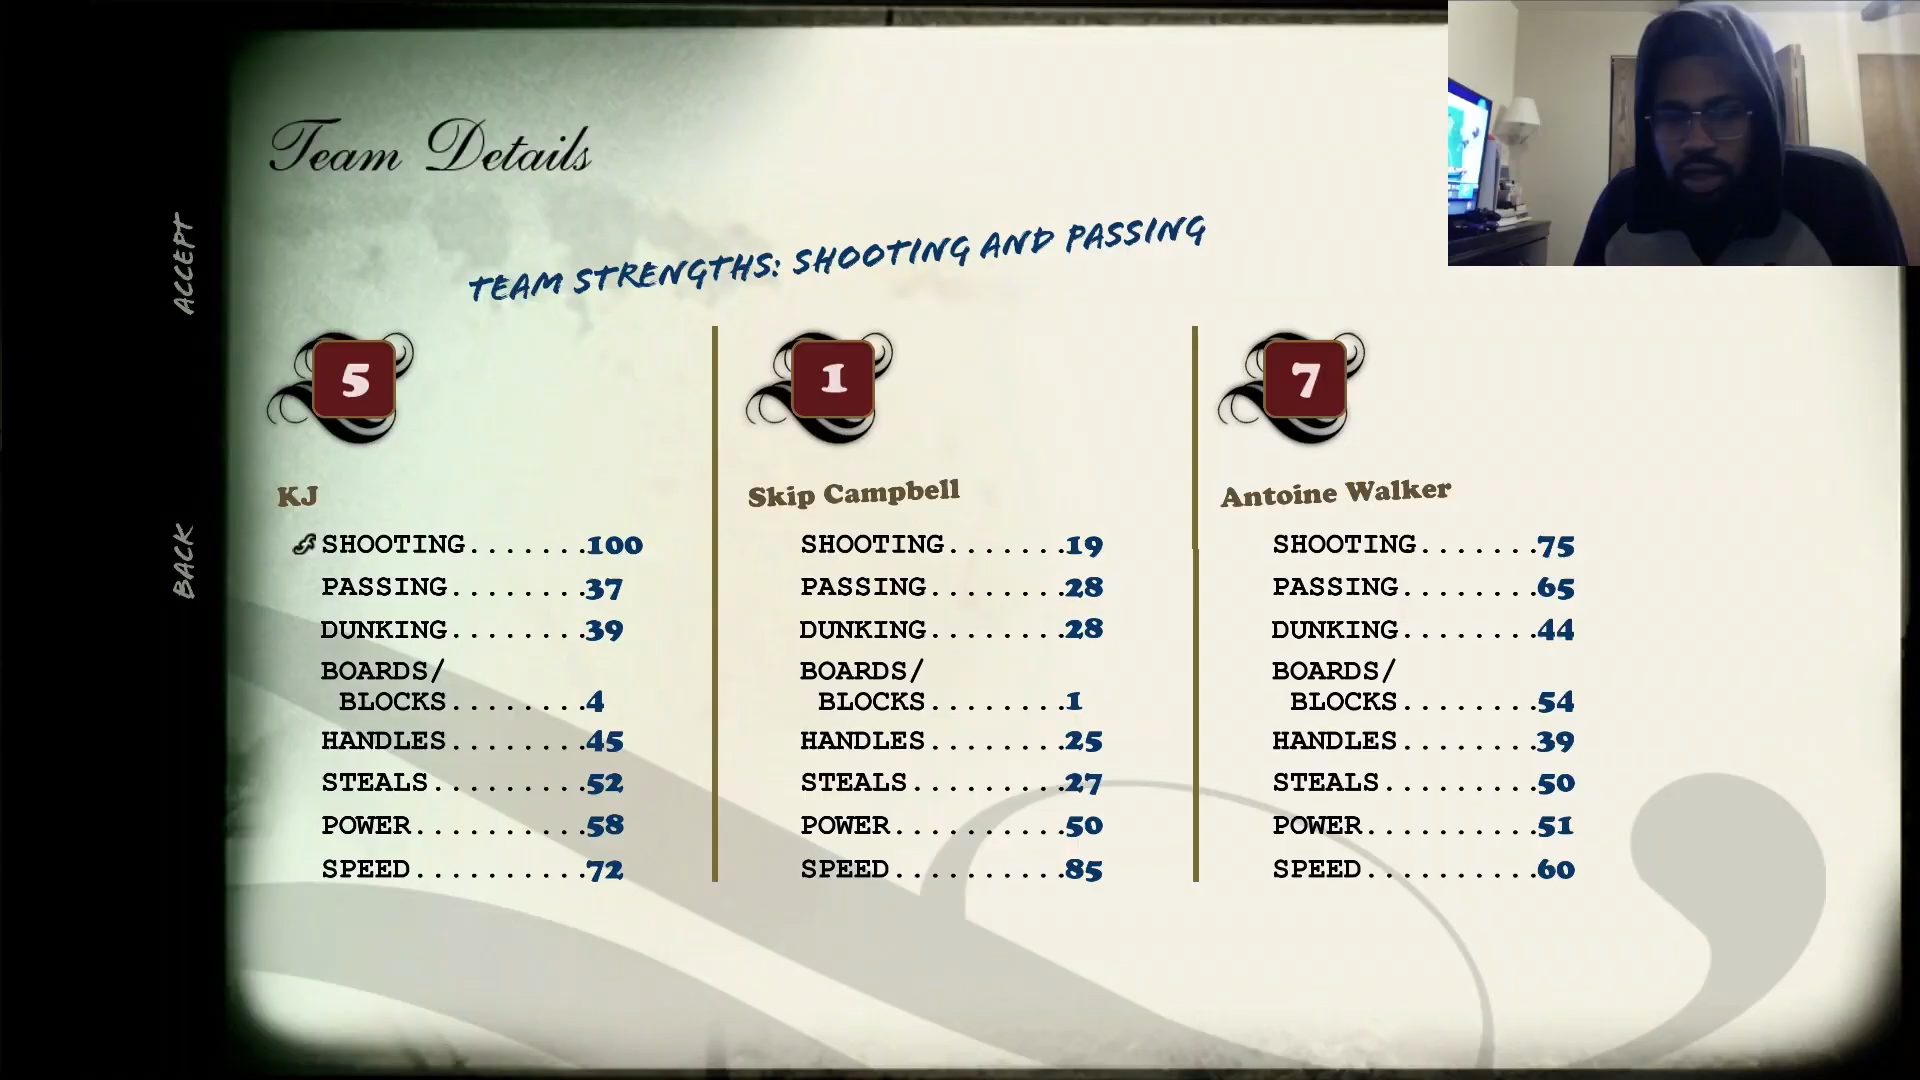 Team Details
ACCEPT
BACK
TEAM STRENGTHS: SHOOTING AND PASSING
5
KJ
SHOOTING.......100
PASSING........37
DUNKING........39
BOARDS/
BLOCKS........4
HANDLES........45
STEALS.........52
POWER..........58
SPEED..........72
1
Skip Campbell
SHOOTING.......19
PASSING........28
DUNKING........28
BOARDS/
BLOCKS........1
HANDLES........25
STEALS.........27
POWER..........50
SPEED..........85
7
Antoine Walker
SHOOTING.......75
PASSING........65
DUNKING........44
BOARDS/
BLOCKS........54
HANDLES........39
STEALS.........50
POWER..........51
SPEED..........60